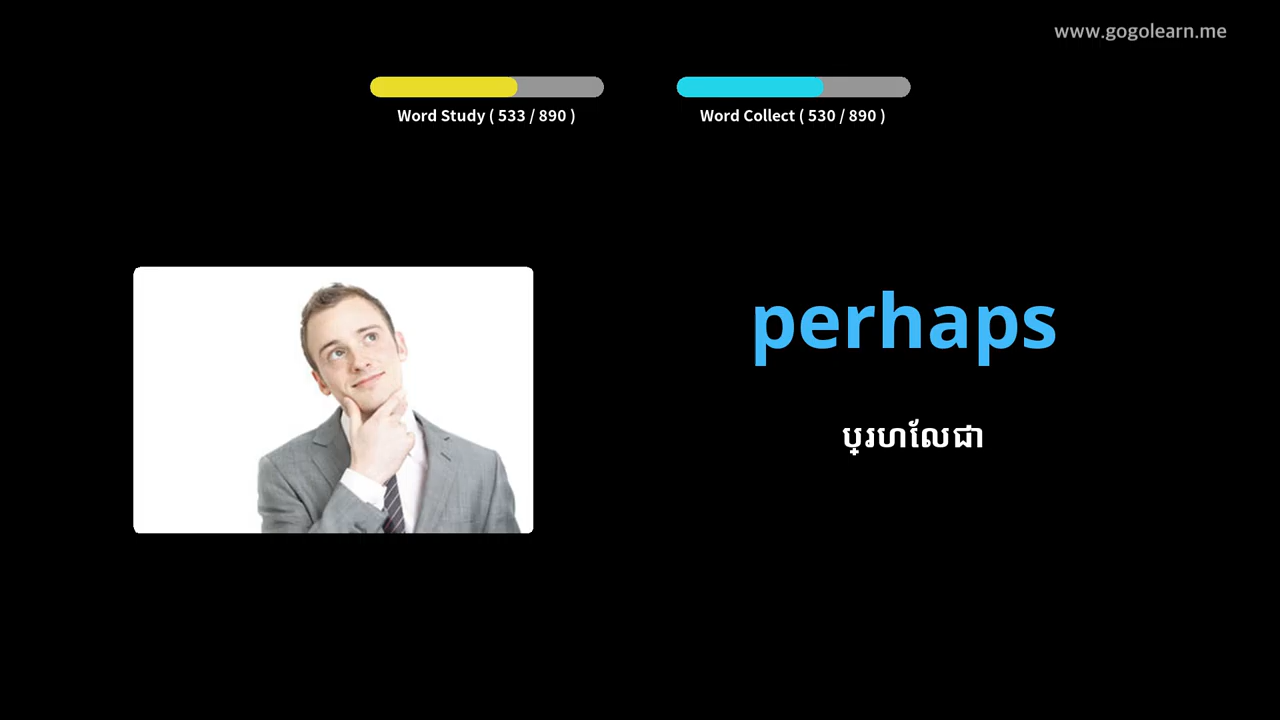 www.gogolearn.me
Word Study ( 533 / 890 )
Word Collect ( 530 / 890 )
perhaps
ប្រហលែជា